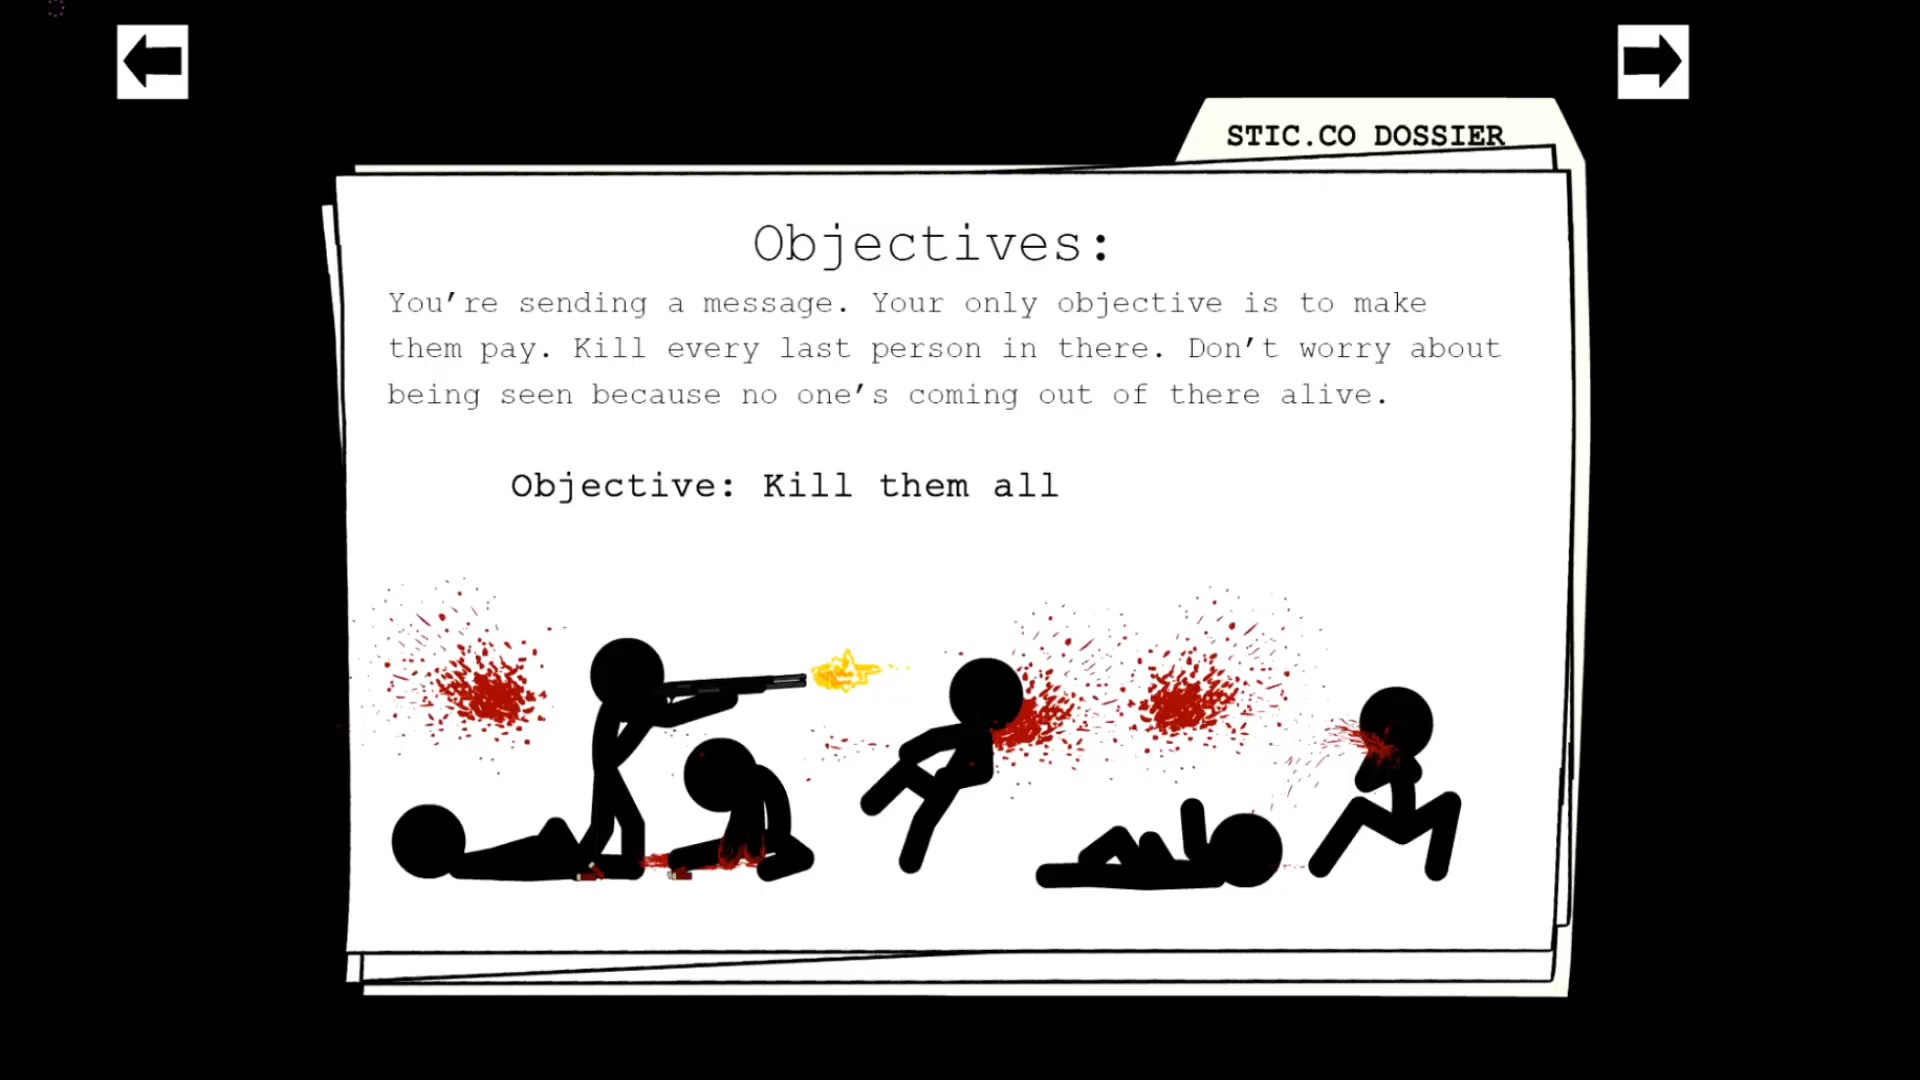 STIC.CO DOSSIER
Objectives:
You're sending a message. Your only objective is to make
them pay. Kill every last person in there. Don't worry about
being seen because no one's coming out of there alive.
Objective: Kill them all